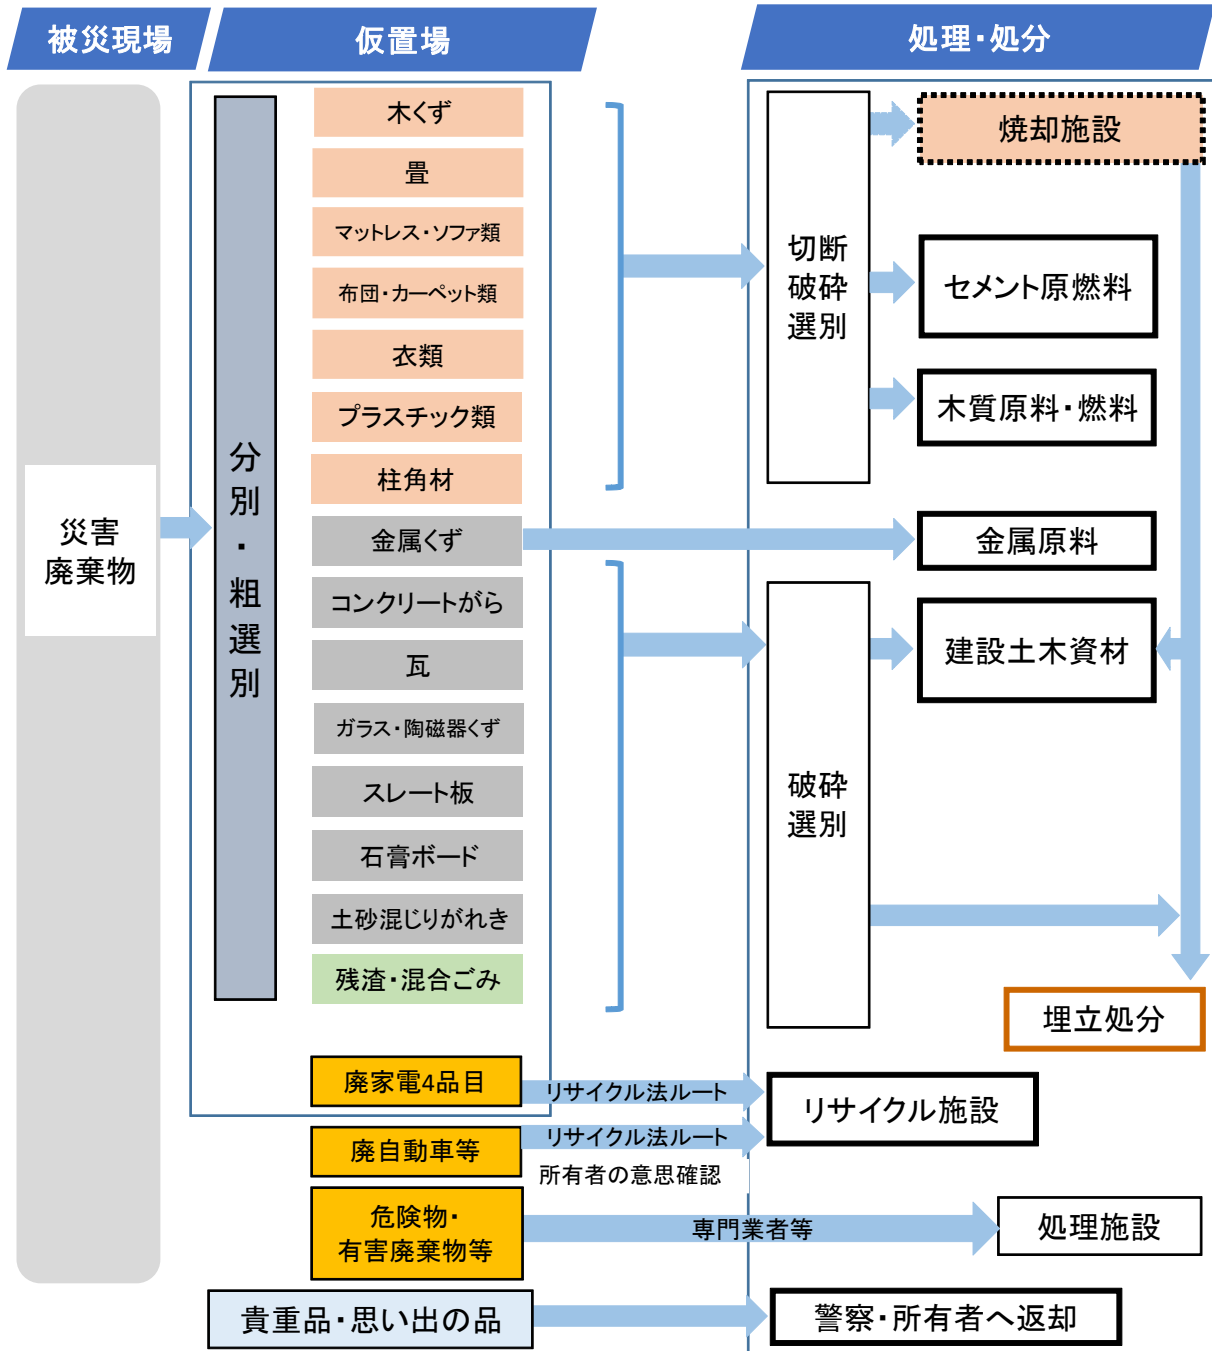 被災現場
仮置場
処理・処分
災害
廃棄物
分別・粗選別
木くず
畳
マットレス・ソファ類
布団・カーペット類
衣類
プラスチック類
柱角材
金属くず
コンクリートがら
瓦
ガラス・陶磁器くず
スレート板
石膏ボード
土砂混じりがれき
残渣・混合ごみ
廃家電4品目
廃自動車等
危険物・
有害廃棄物等
貴重品・思い出の品
リサイクル法ルート
リサイクル法ルート
所有者の意思確認
専門業者等
切断
破砕
選別
破砕
選別
焼却施設
セメント原燃料
木質原料・燃料
金属原料
建設土木資材
埋立処分
リサイクル施設
処理施設
警察・所有者へ返却